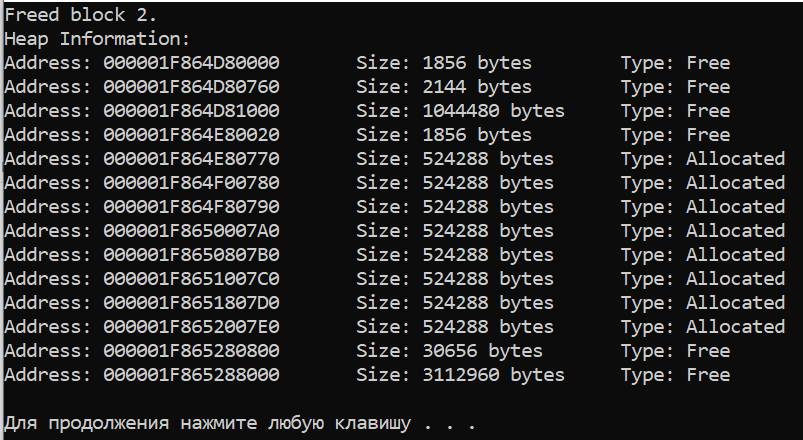 Freed block 2.
Heap Information:
Address: 000001F864D80000 Size: 1856 bytes Type: Free
Address: 000001F864D80760 Size: 2144 bytes Type: Free
Address: 000001F864D81000 Size: 1044480 bytes Type: Free
Address: 000001F864E80020 Size: 1856 bytes Type: Free
Address: 000001F864E80770 Size: 524288 bytes Type: Allocated
Address: 000001F864F00780 Size: 524288 bytes Type: Allocated
Address: 000001F864F80790 Size: 524288 bytes Type: Allocated
Address: 000001F8650007A0 Size: 524288 bytes Type: Allocated
Address: 000001F8650807B0 Size: 524288 bytes Type: Allocated
Address: 000001F8651007C0 Size: 524288 bytes Type: Allocated
Address: 000001F8651807D0 Size: 524288 bytes Type: Allocated
Address: 000001F8652007E0 Size: 524288 bytes Type: Allocated
Address: 000001F865280800 Size: 30656 bytes Type: Free
Address: 000001F865288000 Size: 3112960 bytes Type: Free
Для продолжения нажмите любую клавишу . . .